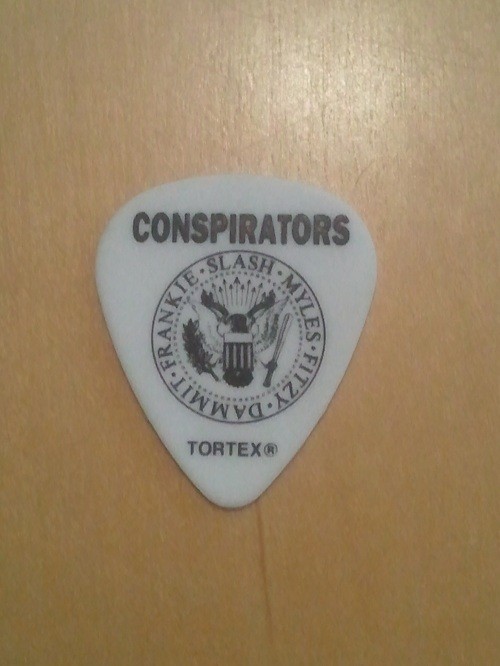 CONSPIRATORS
SLASH · MYLES · FITZY · DAMMIT · FRANKIE ·
TORTEX®